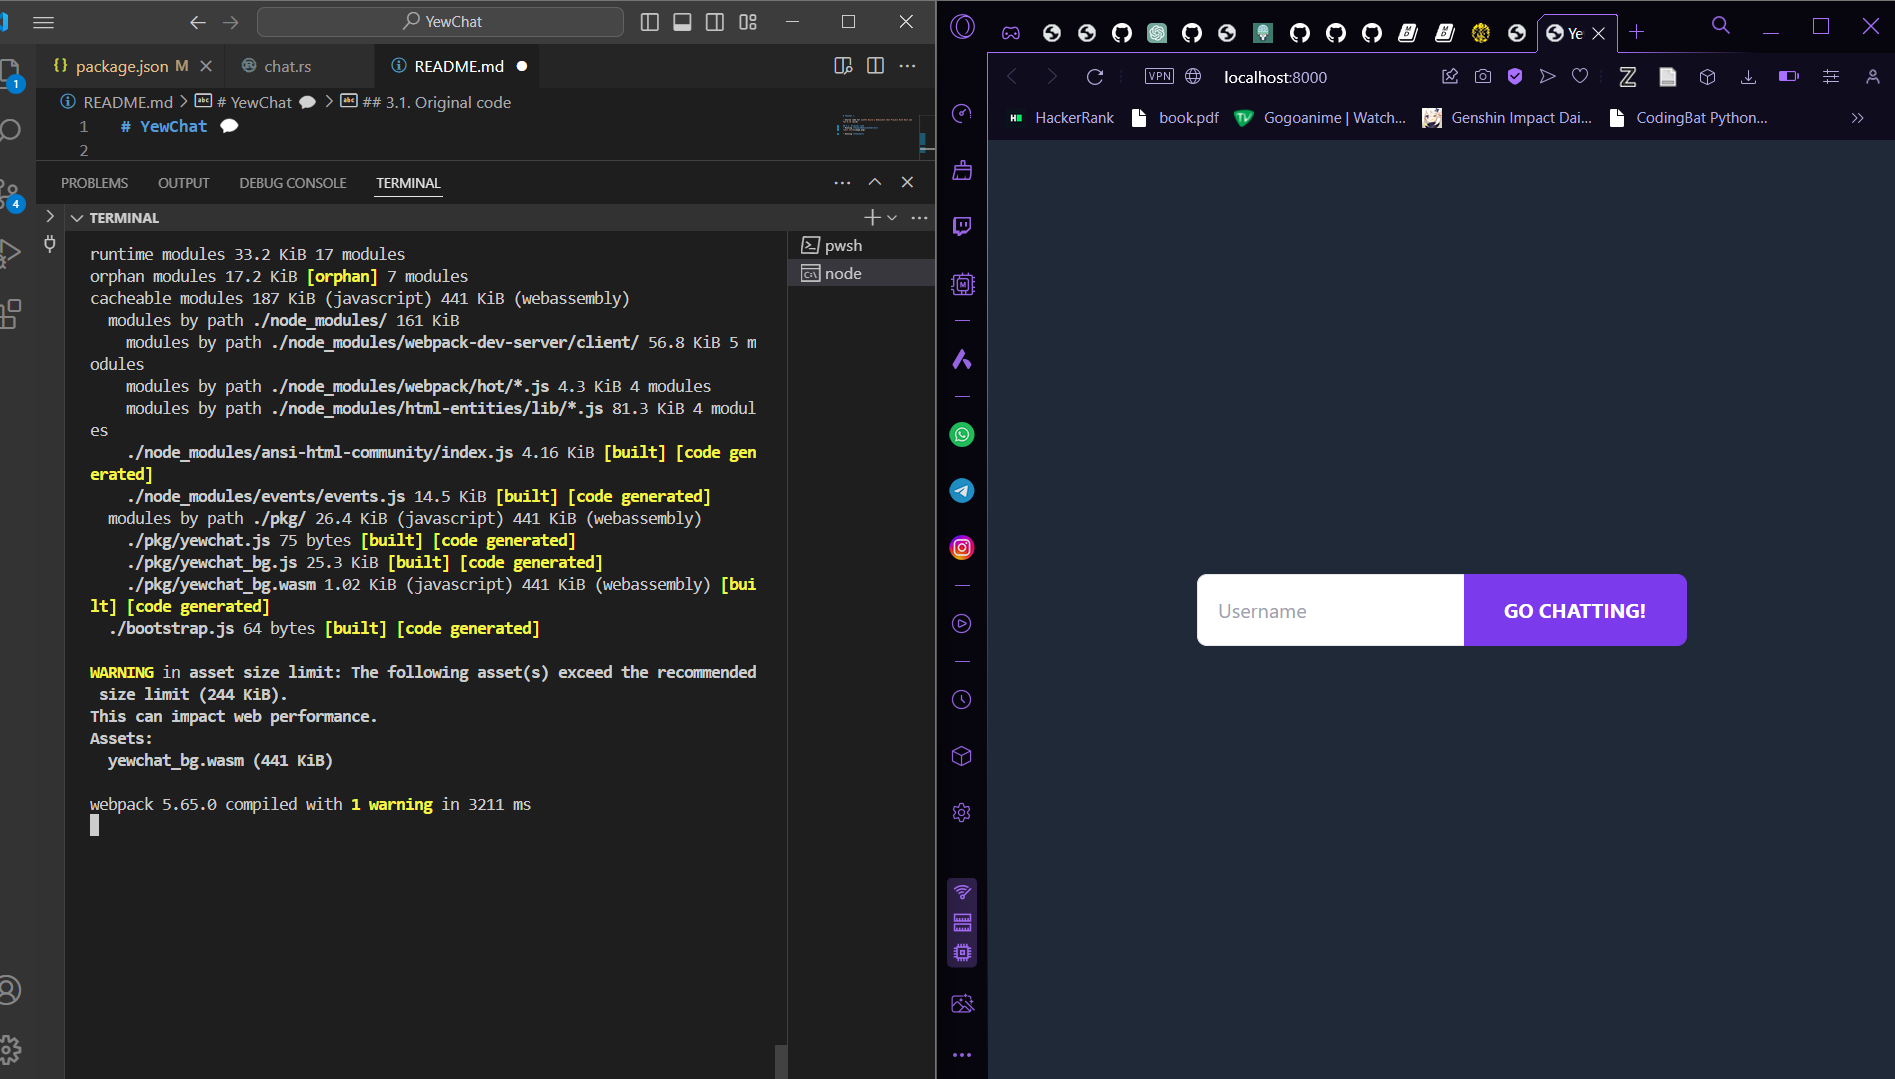 YewChat
package.json M
chat.rs
README.md
README.md > # YewChat > ## 3.1. Original code
1 # YewChat
2
PROBLEMS OUTPUT DEBUG CONSOLE TERMINAL
TERMINAL
pwsh
node
runtime modules 33.2 KiB 17 modules
orphan modules 17.2 KiB [orphan] 7 modules
cacheable modules 187 KiB (javascript) 441 KiB (webassembly)
modules by path ./node_modules/ 161 KiB
modules by path ./node_modules/webpack-dev-server/client/ 56.8 KiB 5 m
odules
modules by path ./node_modules/webpack/hot/*.js 4.3 KiB 4 modules
modules by path ./node_modules/html-entities/lib/*.js 81.3 KiB 4 modul
es
./node_modules/ansi-html-community/index.js 4.16 KiB [built] [code gen
erated]
./node_modules/events/events.js 14.5 KiB [built] [code generated]
modules by path ./pkg/ 26.4 KiB (javascript) 441 KiB (webassembly)
./pkg/yewchat.js 75 bytes [built] [code generated]
./pkg/yewchat_bg.js 25.3 KiB [built] [code generated]
./pkg/yewchat_bg.wasm 1.02 KiB (javascript) 441 KiB (webassembly) [bui
lt] [code generated]
./bootstrap.js 64 bytes [built] [code generated]
WARNING in asset size limit: The following asset(s) exceed the recommended
size limit (244 KiB).
This can impact web performance.
Assets:
yewchat_bg.wasm (441 KiB)
webpack 5.65.0 compiled with 1 warning in 3211 ms
1
4
Ye
VPN
localhost:8000
HackerRank
book.pdf
Gogoanime | Watch...
Genshin Impact Dai...
CodingBat Python...
Username
GO CHATTING!